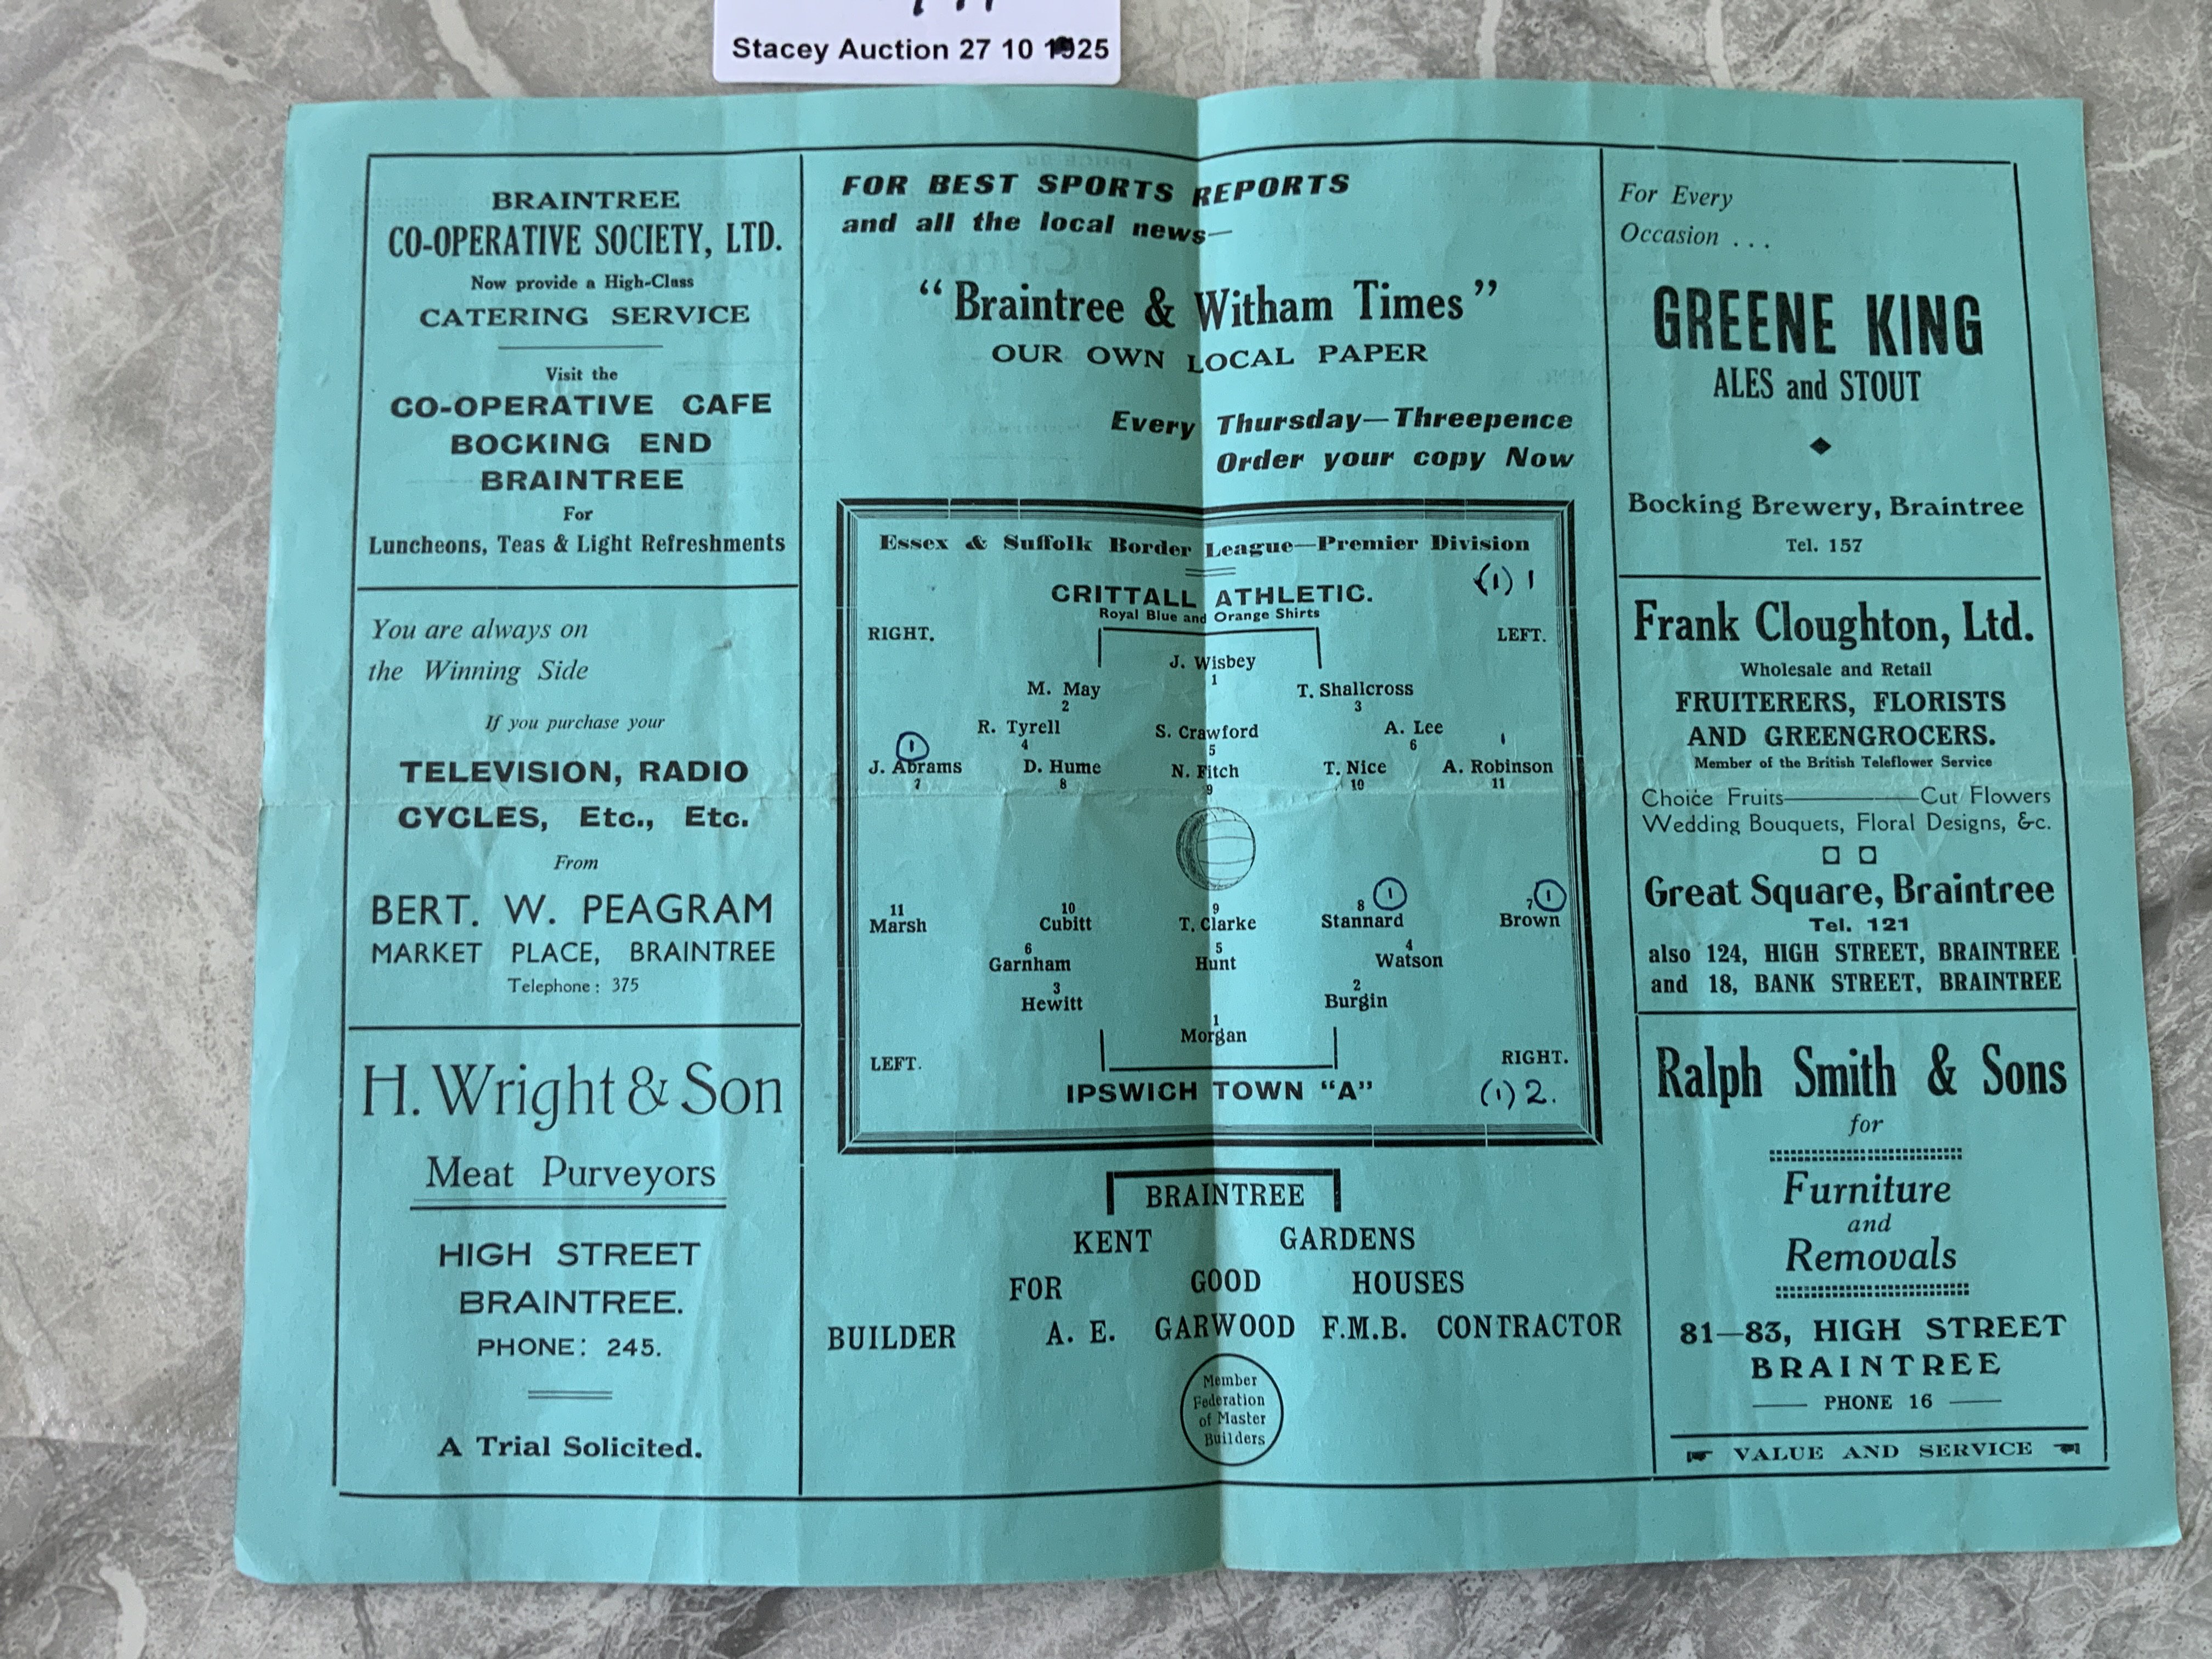 Stacey Auction 27 10 1925
BRAINTREE
CO-OPERATIVE SOCIETY, LTD.
Now provide a High-Class
CATERING SERVICE
Visit the
CO-OPERATIVE CAFE
BOCKING END
BRAINTREE
For
Luncheons, Teas & Light Refreshments
You are always on
the Winning Side
If you purchase your
TELEVISION, RADIO
CYCLES, Etc., Etc.
From
BERT. W. PEAGRAM
MARKET PLACE, BRAINTREE
Telephone : 375
H. Wright & Son
Meat Purveyors
HIGH STREET
BRAINTREE.
PHONE: 245.
A Trial Solicited.
FOR BEST SPORTS REPORTS
and all the local news—
"Braintree & Witham Times"
OUR OWN LOCAL PAPER
Every Thursday—Threepence
Order your copy Now
Essex & Suffolk Border League—Premier Division
CRITTALL ATHLETIC. (1) 1
Royal Blue and Orange Shirts
RIGHT. LEFT.
J. Wisbey
1
M. May T. Shallcross
2 3
R. Tyrell S. Crawford A. Lee
4 5 6
1
J. Abrams D. Hume N. Fitch T. Nice A. Robinson
7 8 9 10 11
11 10 9 8 1 7 1
Marsh Cubitt T. Clarke Stannard Brown
6 5 4
Garnham Hunt Watson
3 2
Hewitt Burgin
1
Morgan
LEFT. RIGHT.
IPSWICH TOWN "A" (1) 2.
BRAINTREE
KENT GARDENS
FOR GOOD HOUSES
BUILDER A. E. GARWOOD F.M.B. CONTRACTOR
Member
Federation
of Master
Builders
For Every
Occasion . . .
GREENE KING
ALES and STOUT
Bocking Brewery, Braintree
Tel. 157
Frank Cloughton, Ltd.
Wholesale and Retail
FRUITERERS, FLORISTS
AND GREENGROCERS.
Member of the British Teleflower Service
Choice Fruits————Cut Flowers
Wedding Bouquets, Floral Designs, &c.
Great Square, Braintree
Tel. 121
also 124, HIGH STREET, BRAINTREE
and 18, BANK STREET, BRAINTREE
Ralph Smith & Sons
for
Furniture
and
Removals
81—83, HIGH STREET
BRAINTREE
PHONE 16
VALUE AND SERVICE